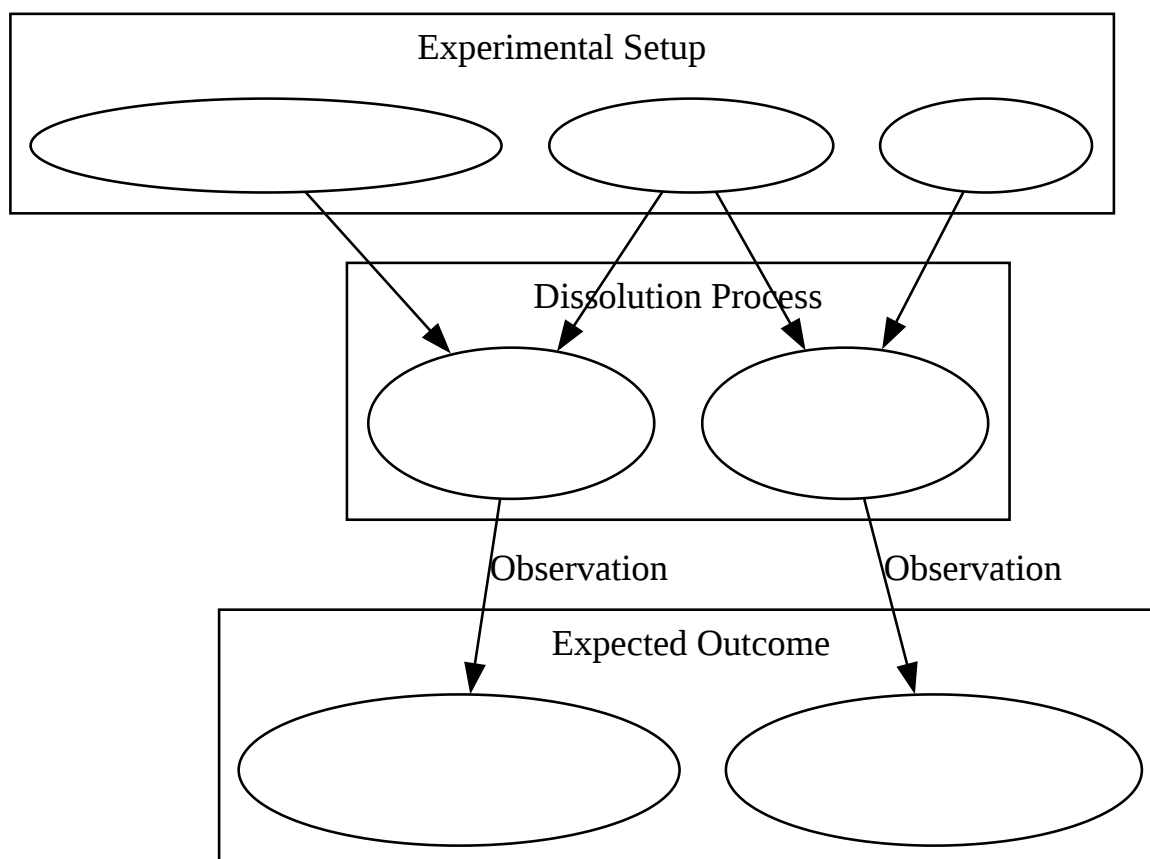 Experimental Setup
Dissolution Process
Observation
Observation
Expected Outcome